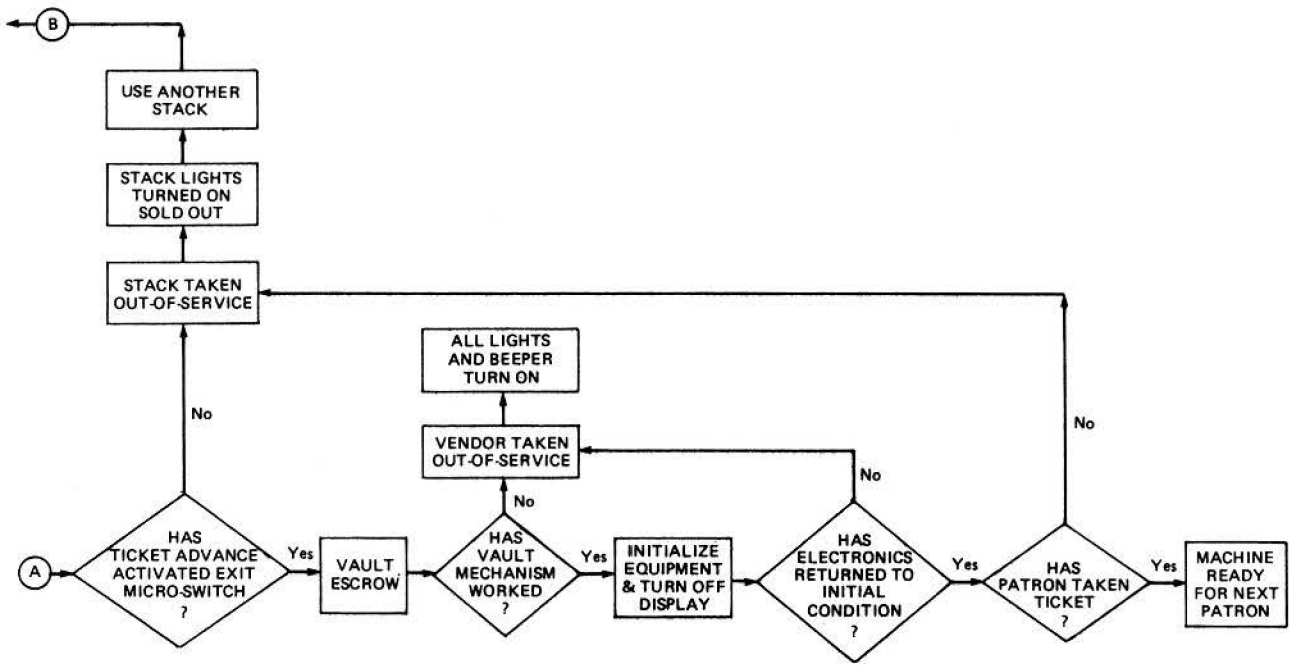 B
USE ANOTHER
STACK
STACK LIGHTS
TURNED ON
SOLD OUT
STACK TAKEN
OUT-OF-SERVICE
ALL LIGHTS
AND BEEPER
TURN ON
No
No
VENDOR TAKEN
OUT-OF-SERVICE
No
No
A
HAS
TICKET ADVANCE
ACTIVATED EXIT
MICRO-SWITCH
?
Yes
VAULT
ESCROW
HAS
VAULT
MECHANISM
WORKED
?
Yes
INITIALIZE
EQUIPMENT
& TURN OFF
DISPLAY
HAS
ELECTRONICS
RETURNED TO
INITIAL
CONDITION
?
Yes
HAS
PATRON TAKEN
TICKET
?
Yes
MACHINE
READY
FOR NEXT
PATRON